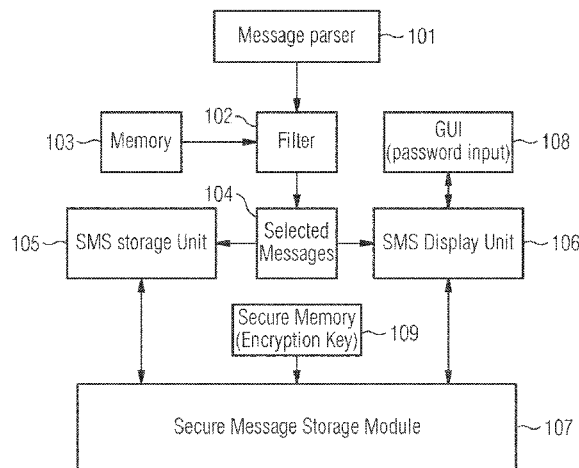 Message parser
101
102
103
Memory
Filter
GUI
(password input)
108
104
105
SMS storage Unit
Selected
Messages
SMS Display Unit
106
Secure Memory
(Encryption Key)
109
Secure Message Storage Module
107